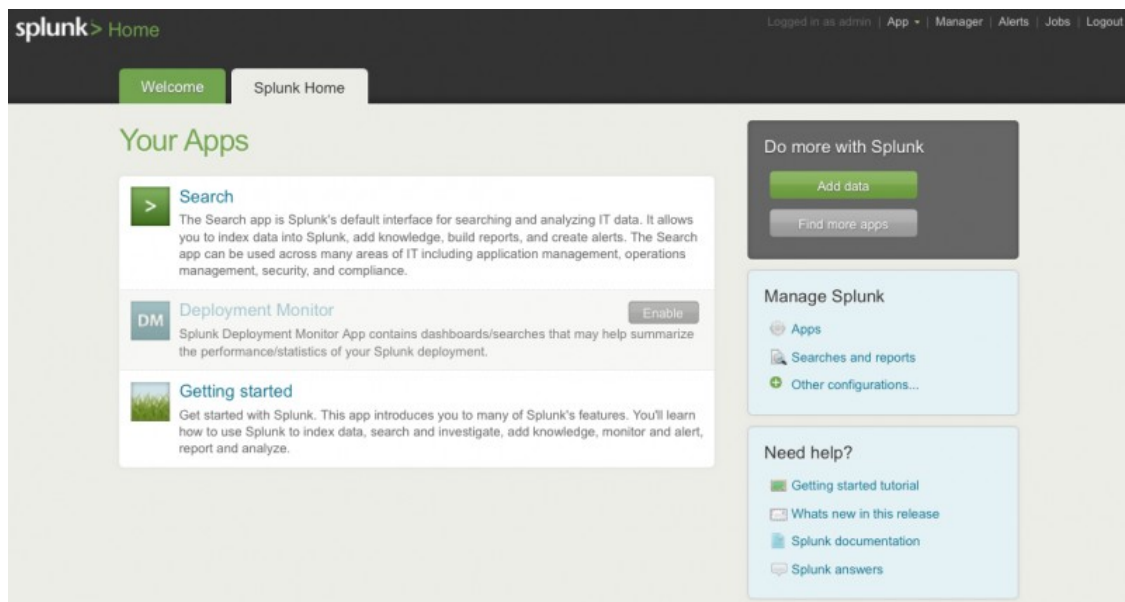 splunk> Home
Logged in as admin | App | Manager | Alerts | Jobs | Logout
Welcome
Splunk Home
Your Apps
>
Search
The Search app is Splunk's default interface for searching and analyzing IT data. It allows
you to index data into Splunk, add knowledge, build reports, and create alerts. The Search
app can be used across many areas of IT including application management, operations
management, security, and compliance.
DM
Deployment Monitor
Enable
Splunk Deployment Monitor App contains dashboards/searches that may help summarize
the performance/statistics of your Splunk deployment.
Getting started
Get started with Splunk. This app introduces you to many of Splunk's features. You'll learn
how to use Splunk to index data, search and investigate, add knowledge, monitor and alert,
report and analyze.
Do more with Splunk
Add data
Find more apps
Manage Splunk
Apps
Searches and reports
Other configurations...
Need help?
Getting started tutorial
Whats new in this release
Splunk documentation
Splunk answers